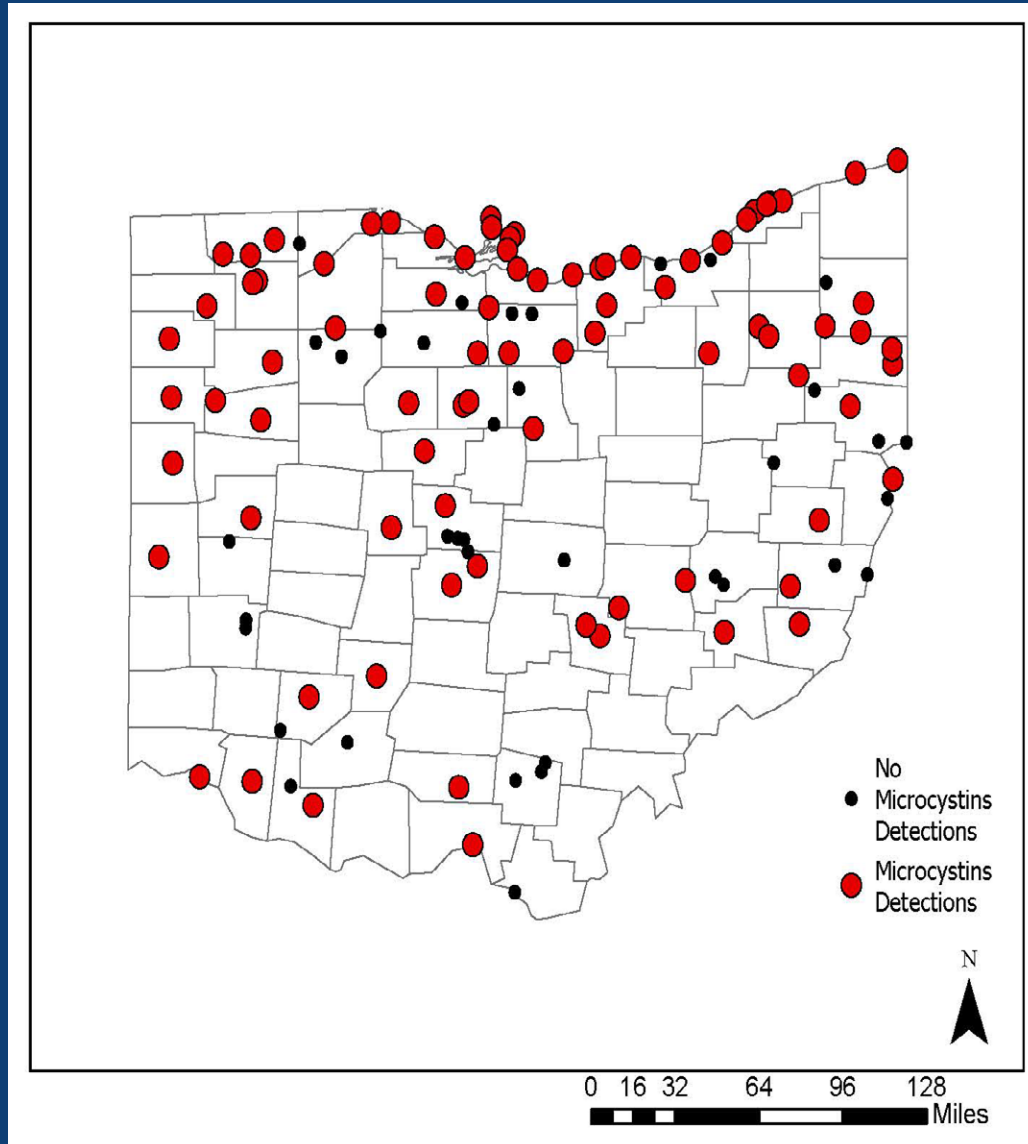 No
Microcystins
Detections
Microcystins
Detections
N
0 16 32 64 96 128
Miles